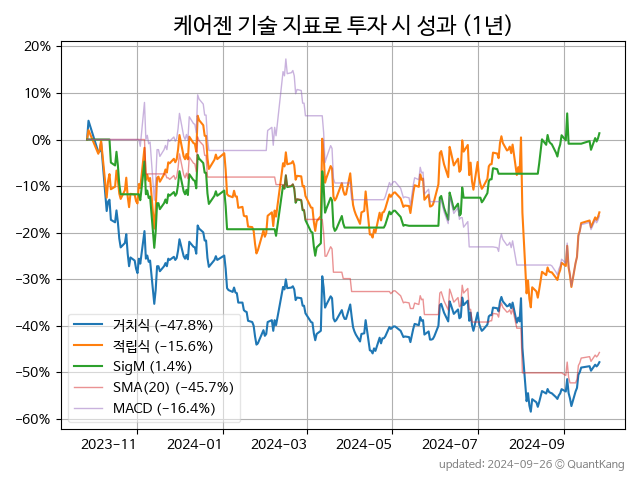 케어젠 기술 지표로 투자 시 성과 (1년)
20%
10%
0%
−10%
−20%
−30%
−40%
−50%
−60%
거치식 (−47.8%)
적립식 (−15.6%)
SigM (1.4%)
SMA(20) (−45.7%)
MACD (−16.4%)
2023-11 2024-01 2024-03 2024-05 2024-07 2024-09
updated: 2024-09-26 © QuantKang